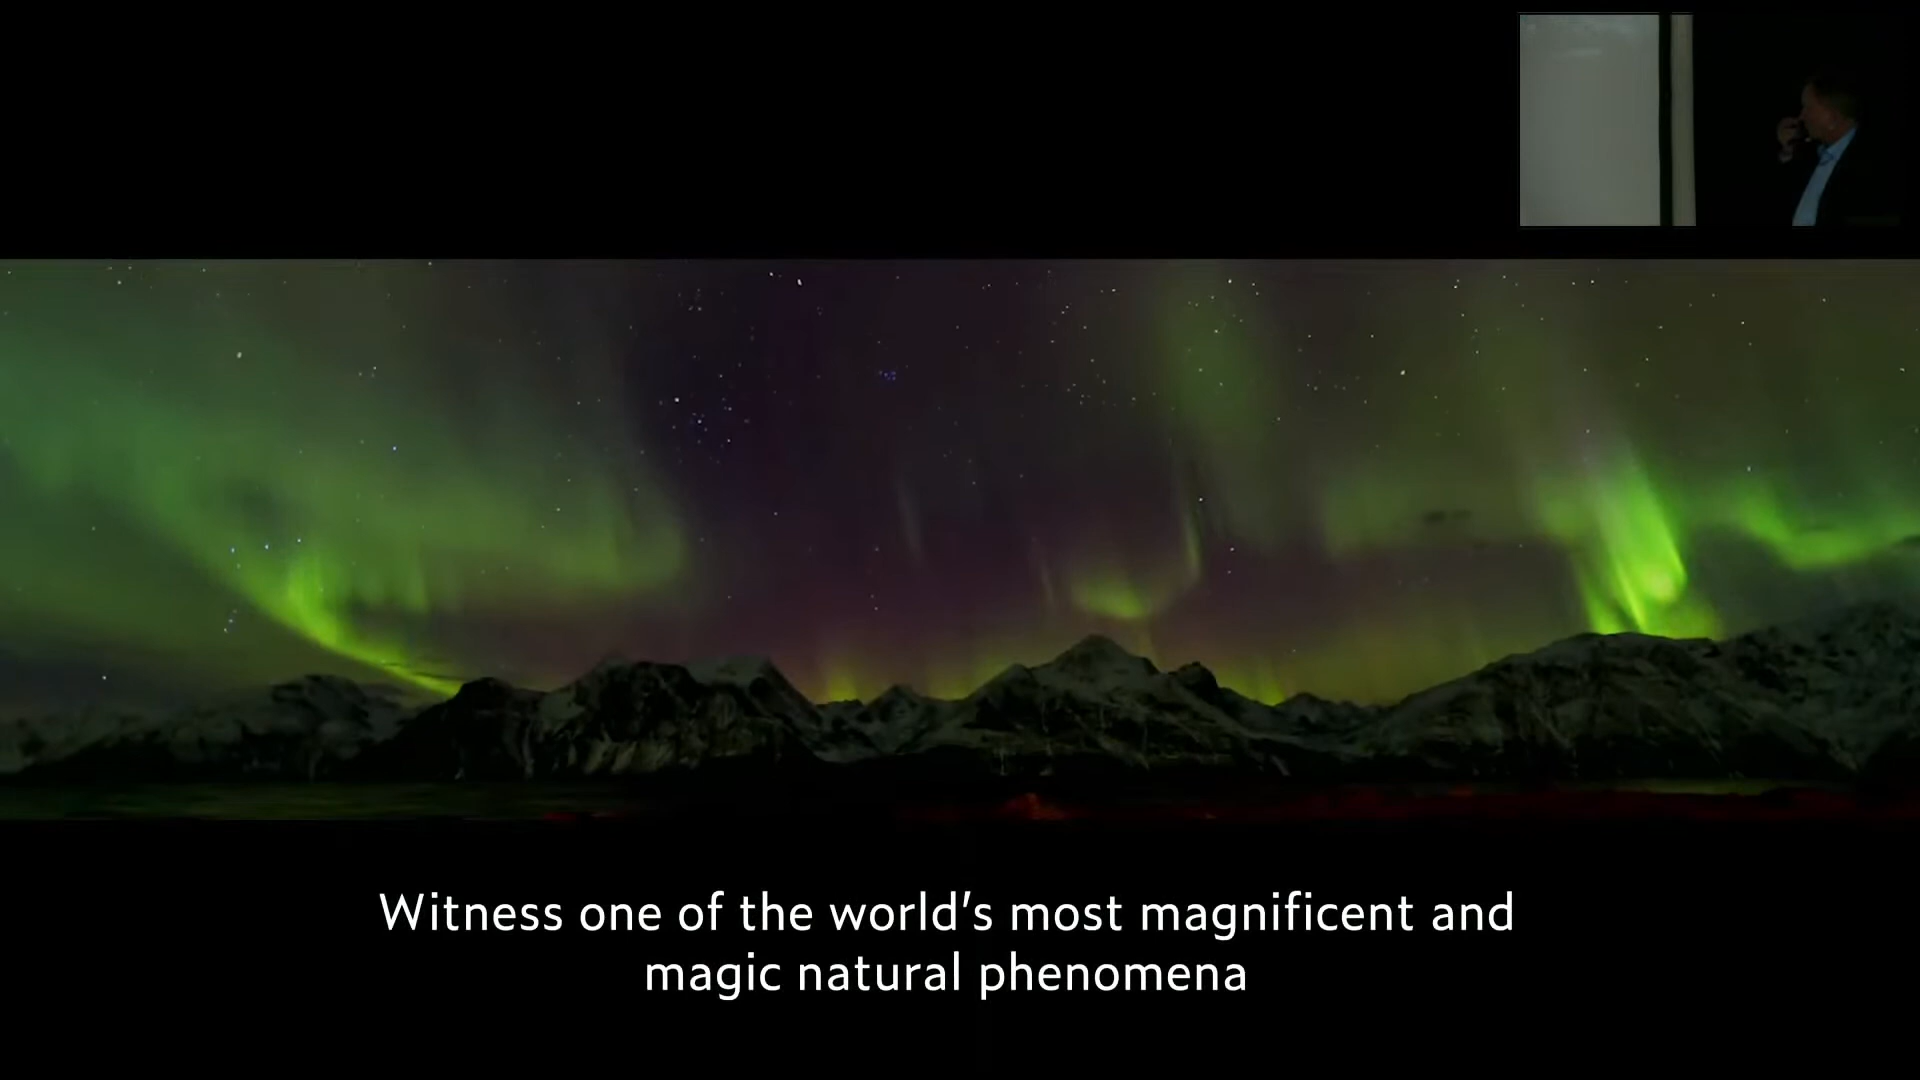 Witness one of the world’s most magnificent and
magic natural phenomena